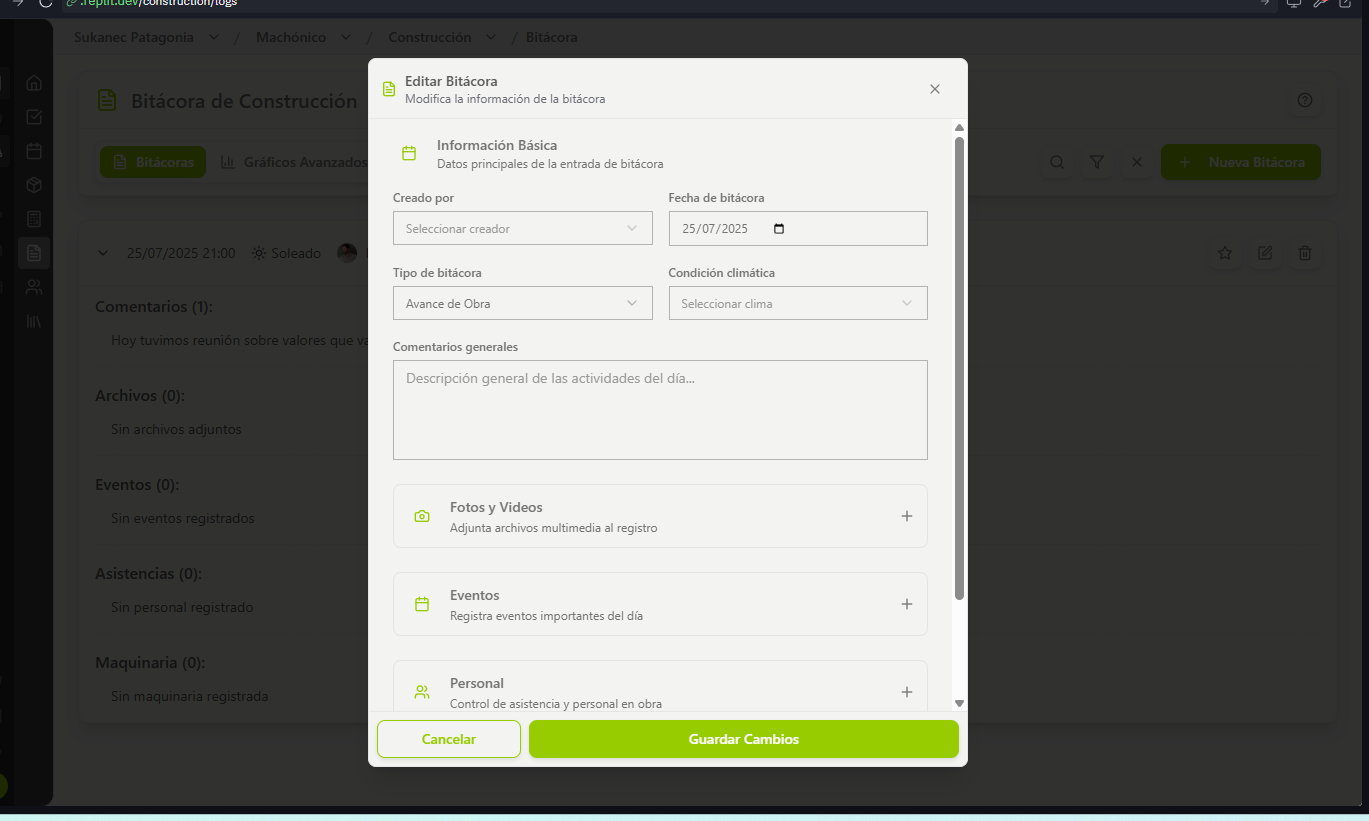 .replit.dev/construction/logs
Sukanec Patagonia / Machónico / Construcción / Bitácora
Bitácora de Construcción
Bitácoras Gráficos Avanzados Nueva Bitácora
25/07/2025 21:00 Soleado
Comentarios (1):
Hoy tuvimos reunión sobre valores que va
Archivos (0):
Sin archivos adjuntos
Eventos (0):
Sin eventos registrados
Asistencias (0):
Sin personal registrado
Maquinaria (0):
Sin maquinaria registrada
Editar Bitácora
Modifica la información de la bitácora
Información Básica
Datos principales de la entrada de bitácora
Creado por Fecha de bitácora
Seleccionar creador 25/07/2025
Tipo de bitácora Condición climática
Avance de Obra Seleccionar clima
Comentarios generales
Descripción general de las actividades del día...
Fotos y Videos
Adjunta archivos multimedia al registro
Eventos
Registra eventos importantes del día
Personal
Control de asistencia y personal en obra
Cancelar Guardar Cambios